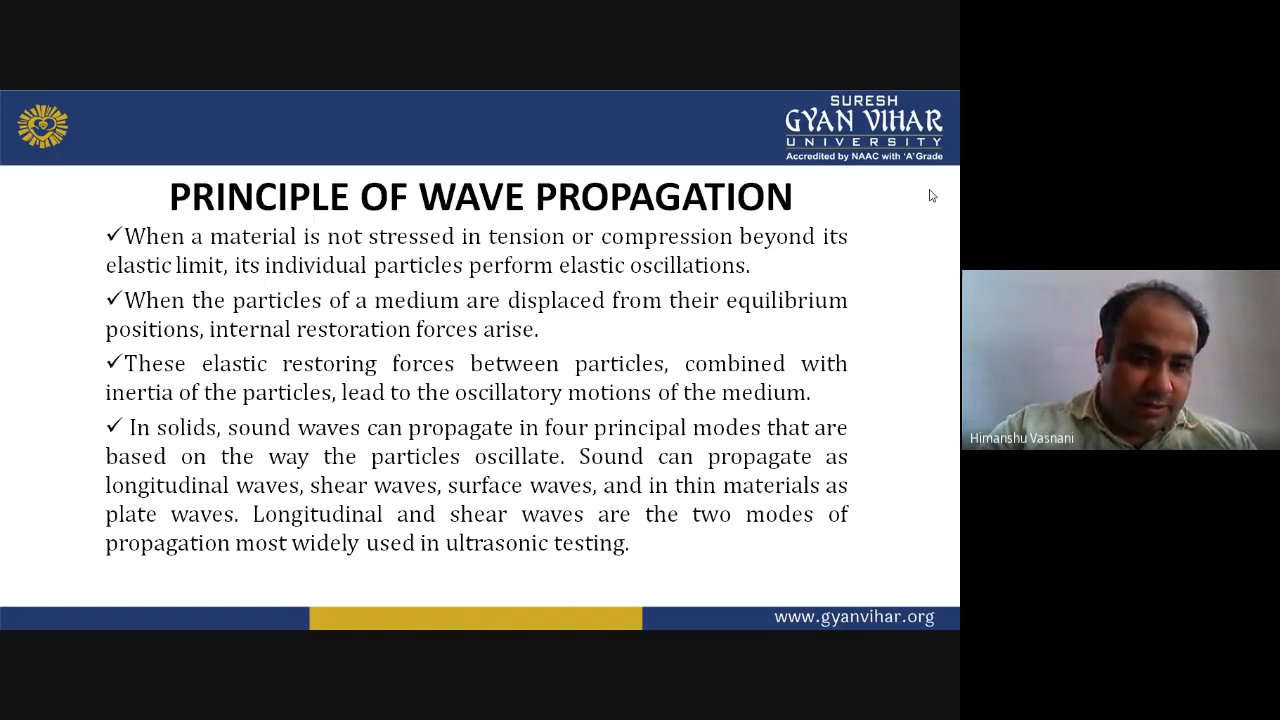 SURESH
GYAN VIHAR
UNIVERSITY
Accredited by NAAC with 'A' Grade
PRINCIPLE OF WAVE PROPAGATION
✓When a material is not stressed in tension or compression beyond its
elastic limit, its individual particles perform elastic oscillations.
✓When the particles of a medium are displaced from their equilibrium
positions, internal restoration forces arise.
✓These elastic restoring forces between particles, combined with
inertia of the particles, lead to the oscillatory motions of the medium.
✓ In solids, sound waves can propagate in four principal modes that are
based on the way the particles oscillate. Sound can propagate as
longitudinal waves, shear waves, surface waves, and in thin materials as
plate waves. Longitudinal and shear waves are the two modes of
propagation most widely used in ultrasonic testing.
www.gyanvihar.org
Himanshu Vasnani